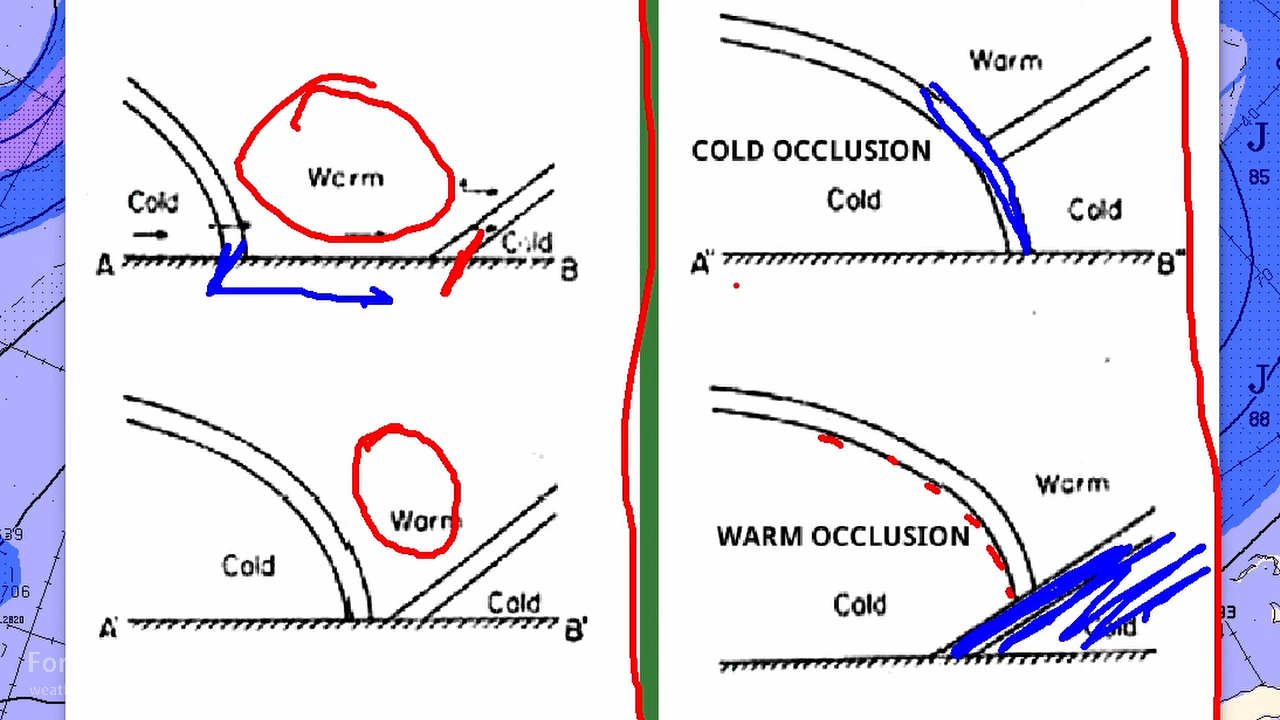 Warm
Cold
Cold
A
B
Warm
Cold
Cold
A'
B'
Warm
COLD OCCLUSION
Cold
Cold
A"
B"
Warm
WARM OCCLUSION
Cold
Cold
J
85
J
88